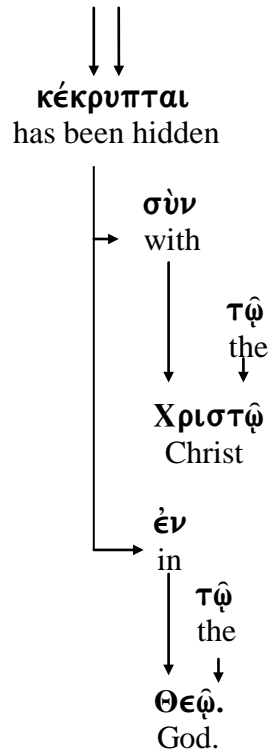 κέκρυπται
has been hidden
σὺν
with
τῷ
the
Χριστῷ
Christ
ἐν
in
τῷ
the
Θεῷ.
God.